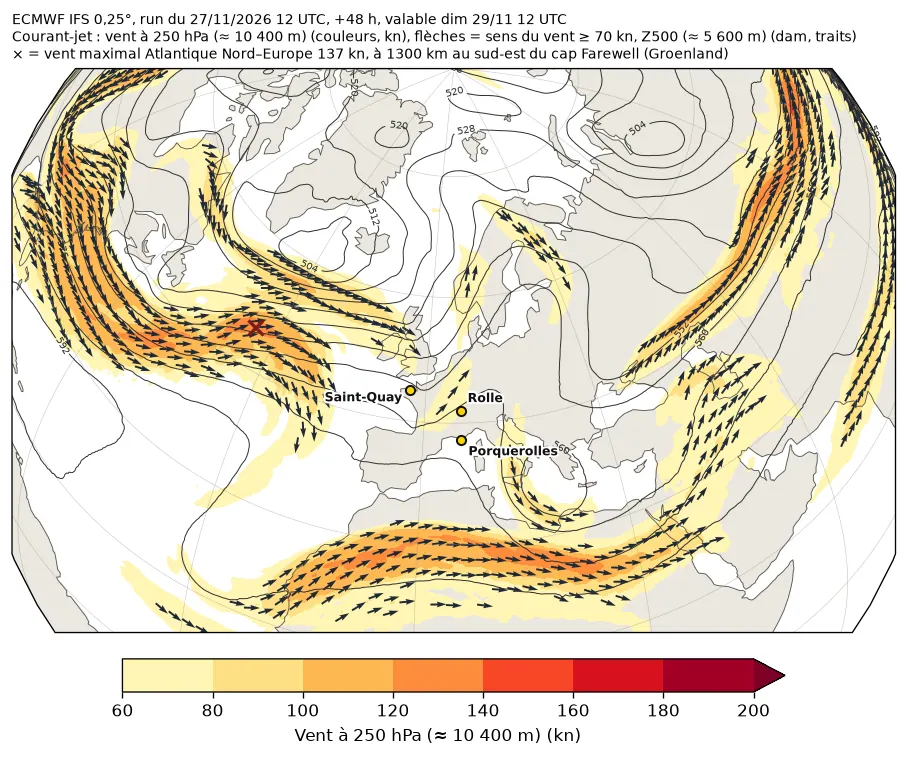 ECMWF IFS 0,25°, run du 27/11/2026 12 UTC, +48 h, valable dim 29/11 12 UTC
Courant-jet : vent à 250 hPa (≈ 10 400 m) (couleurs, kn), flèches = sens du vent ≥ 70 kn, Z500 (≈ 5 600 m) (dam, traits)
× = vent maximal Atlantique Nord–Europe 137 kn, à 1300 km au sud-est du cap Farewell (Groenland)
520
520
520
528
504
512
504
552
560
592
560
Saint-Quay
Rolle
Porquerolles
60 80 100 120 140 160 180 200
Vent à 250 hPa (≈ 10 400 m) (kn)